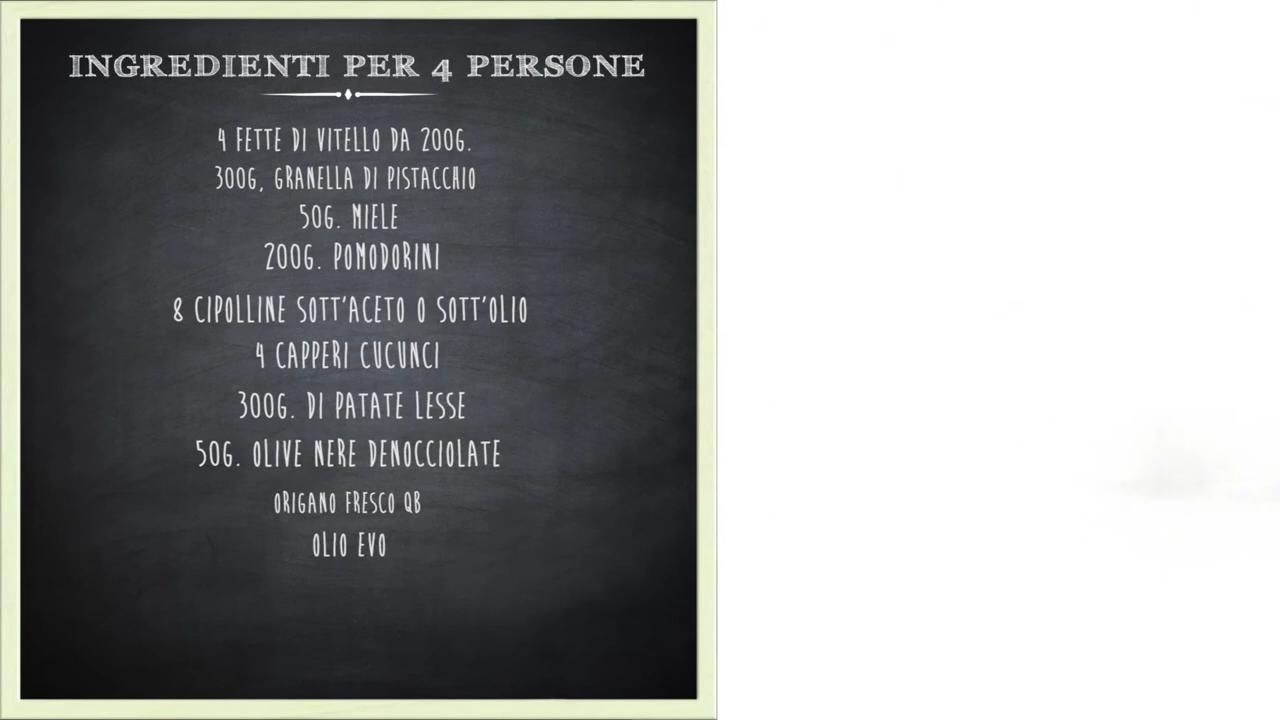 INGREDIENTI PER 4 PERSONE
4 FETTE DI VITELLO DA 200G.
300G, GRANELLA DI PISTACCHIO
50G. MIELE
200G. POMODORINI
8 CIPOLLINE SOTT'ACETO O SOTT'OLIO
4 CAPPERI CUCUNCI
300G. DI PATATE LESSE
50G. OLIVE NERE DENOCCIOLATE
ORIGANO FRESCO QB
OLIO EVO